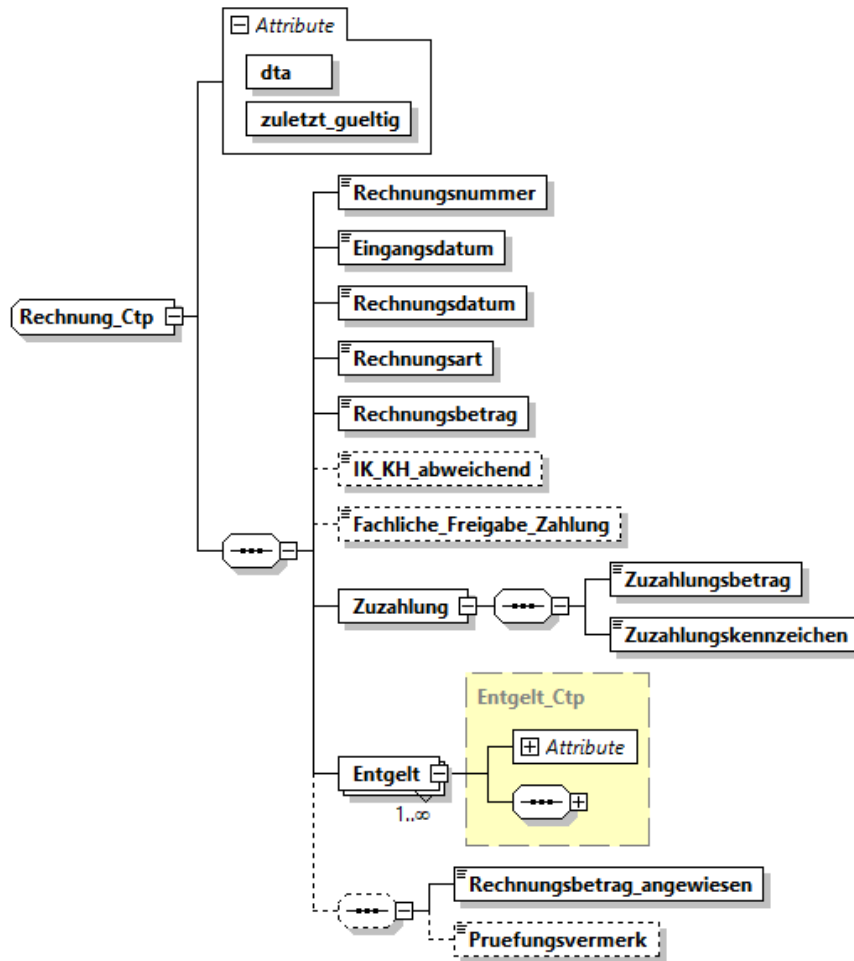 Attribute
dta
zuletzt_gueltig
Rechnungsnummer
Eingangsdatum
Rechnungsdatum
Rechnung_Ctp
Rechnungsart
Rechnungsbetrag
IK_KH_abweichend
Fachliche_Freigabe_Zahlung
Zuzahlung
Zuzahlungsbetrag
Zuzahlungskennzeichen
Entgelt_Ctp
Attribute
Entgelt
1..∞
Rechnungsbetrag_angewiesen
Pruefungsvermerk